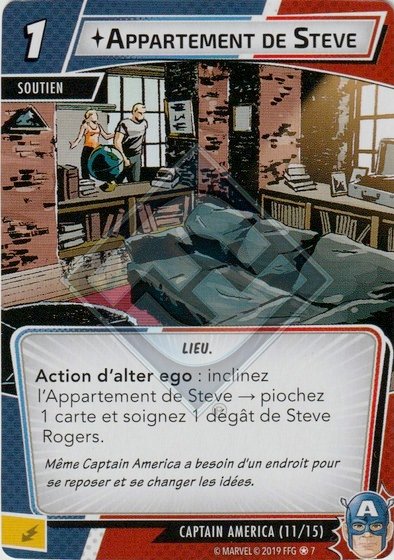 1
APPARTEMENT DE STEVE
SOUTIEN
LIEU.
Action d'alter ego : inclinez
l'Appartement de Steve → piochez
1 carte et soignez 1 dégât de Steve
Rogers.
Même Captain America a besoin d'un endroit pour
se reposer et se changer les idées.
CAPTAIN AMERICA (11/15)
© MARVEL © 2019 FFG 7